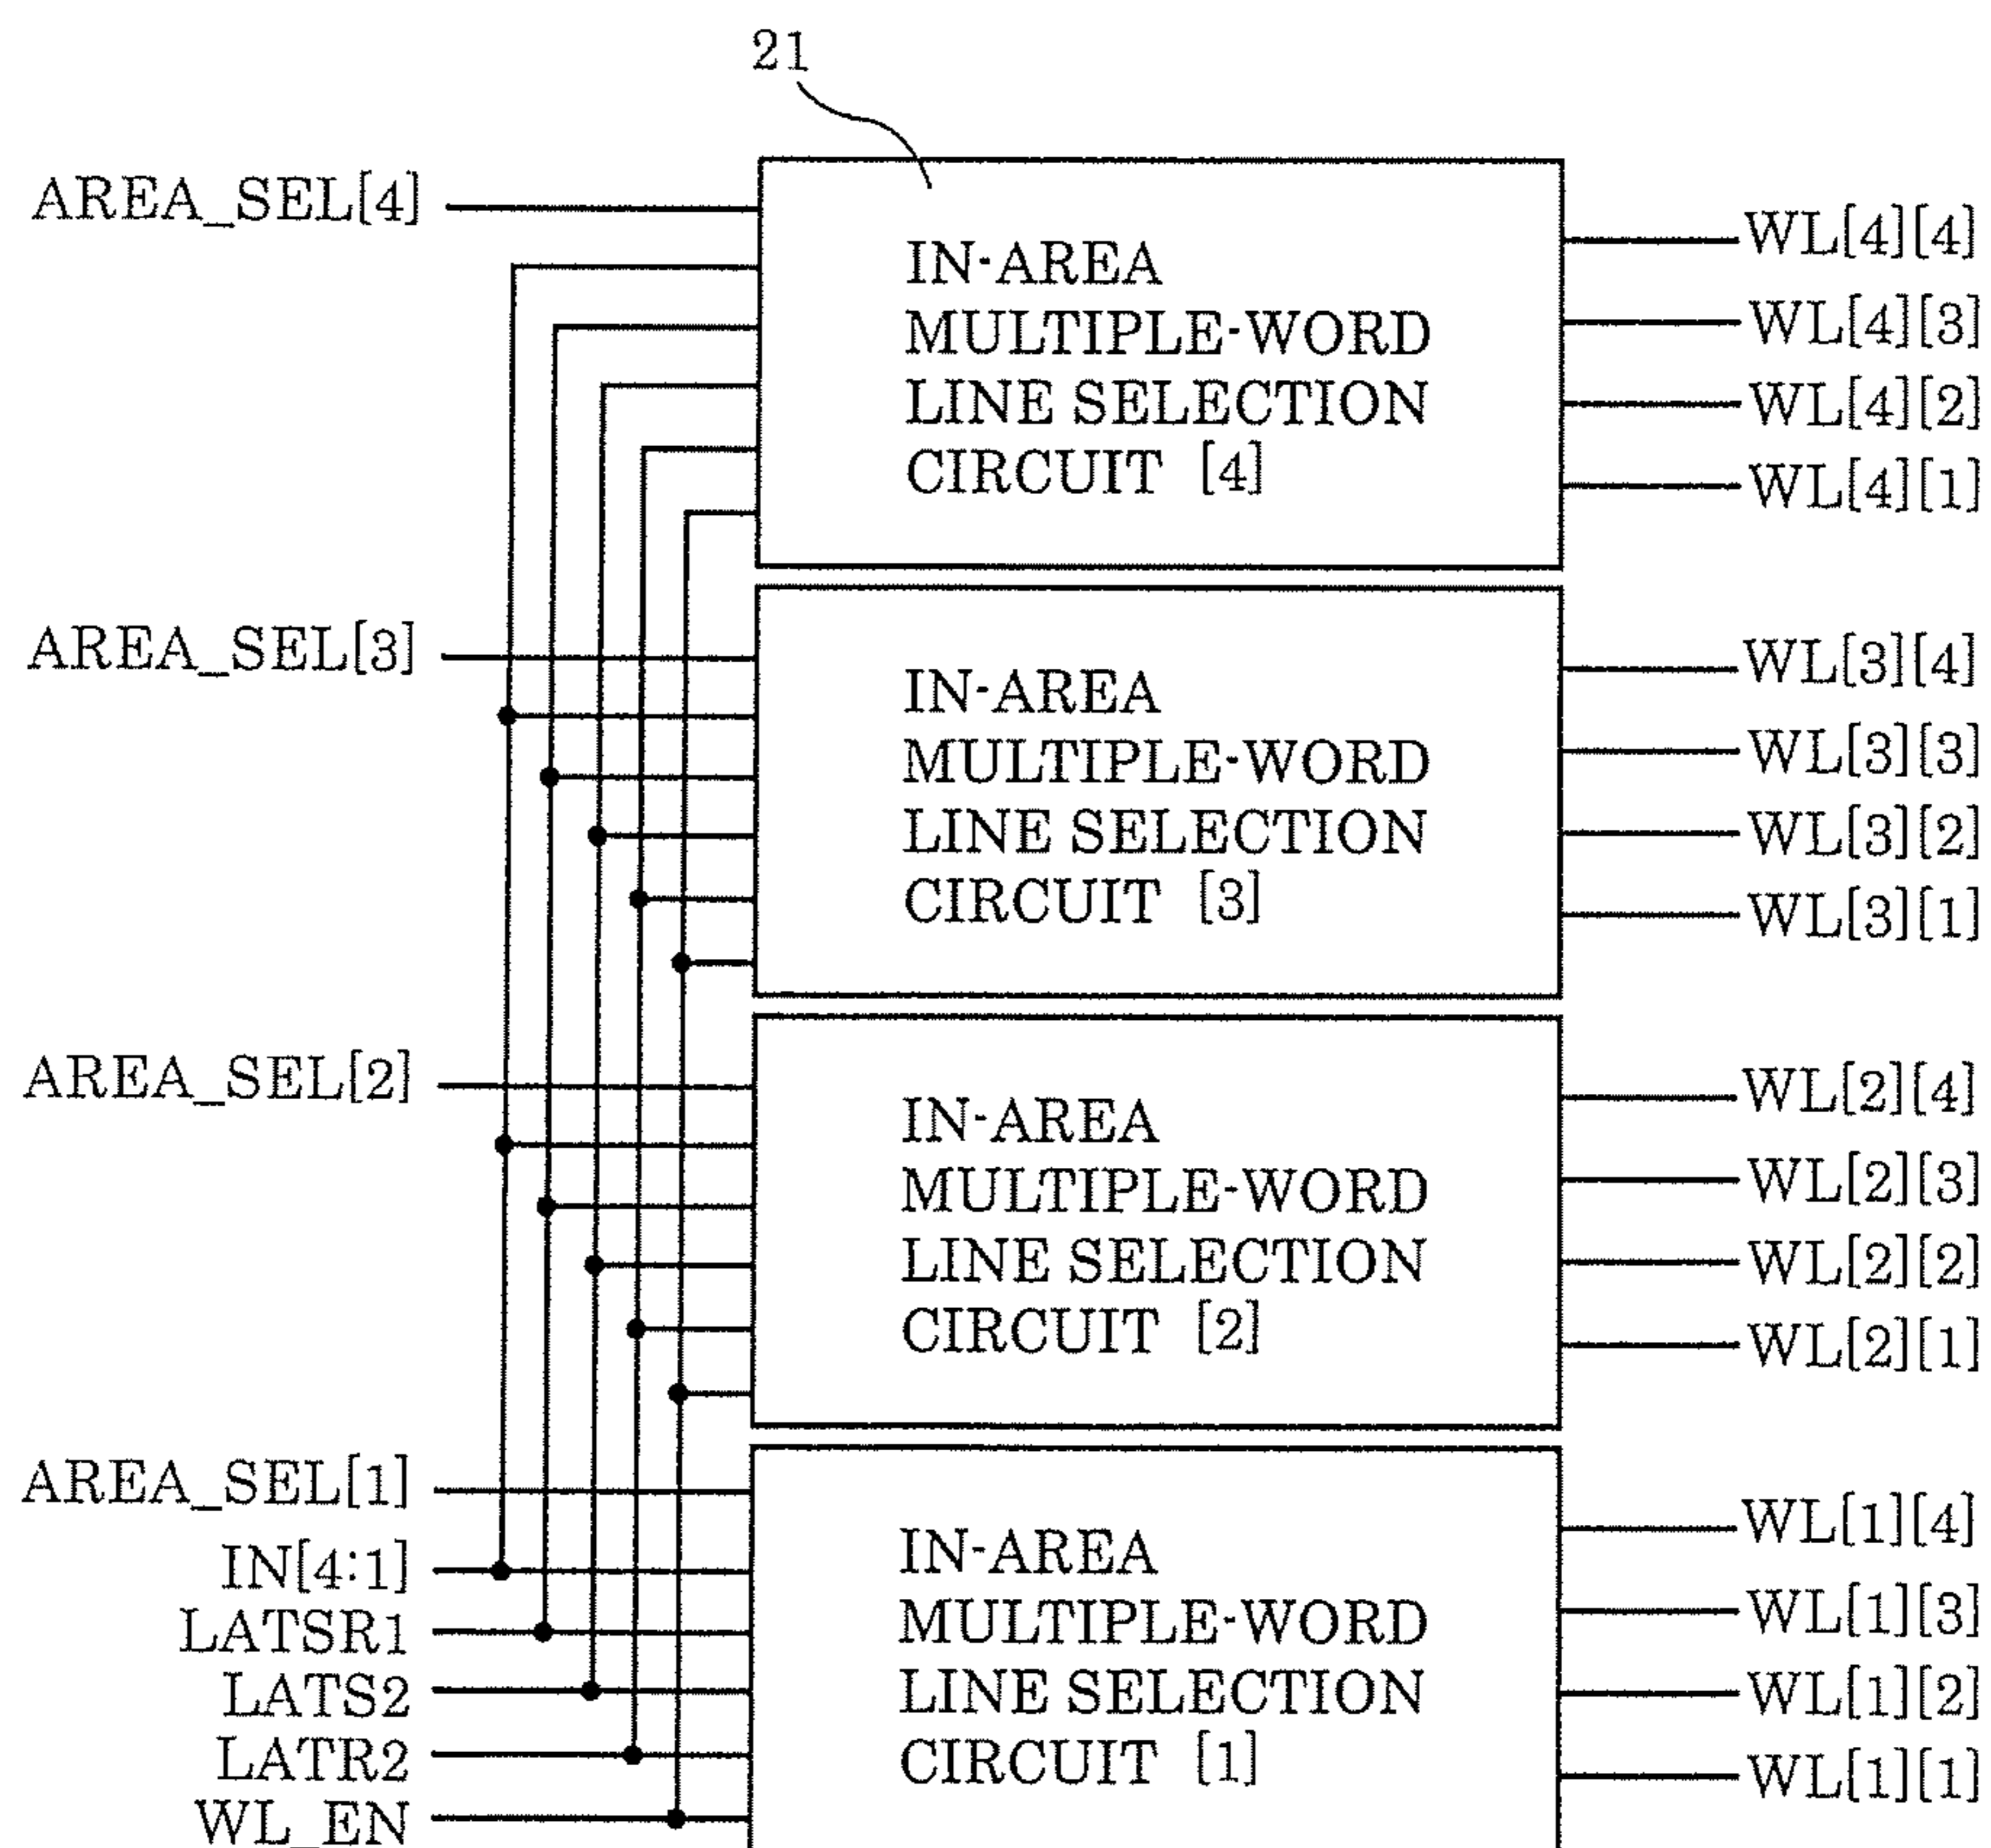 21
AREA_SEL[4]
IN-AREA
MULTIPLE-WORD
LINE SELECTION
CIRCUIT [4]
WL[4][4]
WL[4][3]
WL[4][2]
WL[4][1]
AREA_SEL[3]
IN-AREA
MULTIPLE-WORD
LINE SELECTION
CIRCUIT [3]
WL[3][4]
WL[3][3]
WL[3][2]
WL[3][1]
AREA_SEL[2]
IN-AREA
MULTIPLE-WORD
LINE SELECTION
CIRCUIT [2]
WL[2][4]
WL[2][3]
WL[2][2]
WL[2][1]
AREA_SEL[1]
IN[4:1]
LATSR1
LATS2
LATR2
WL_EN
IN-AREA
MULTIPLE-WORD
LINE SELECTION
CIRCUIT [1]
WL[1][4]
WL[1][3]
WL[1][2]
WL[1][1]